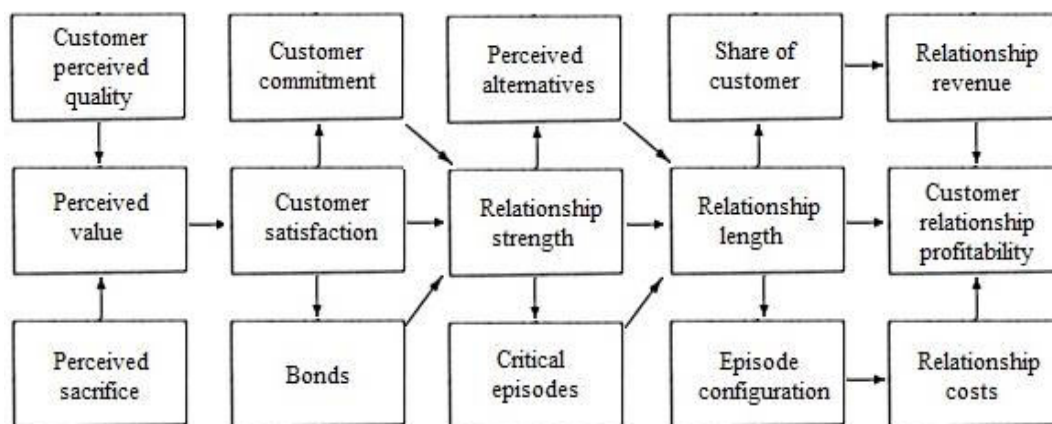 Customer
perceived
quality
Customer
commitment
Perceived
alternatives
Share of
customer
Relationship
revenue
Perceived
value
Customer
satisfaction
Relationship
strength
Relationship
length
Customer
relationship
profitability
Perceived
sacrifice
Bonds
Critical
episodes
Episode
configuration
Relationship
costs